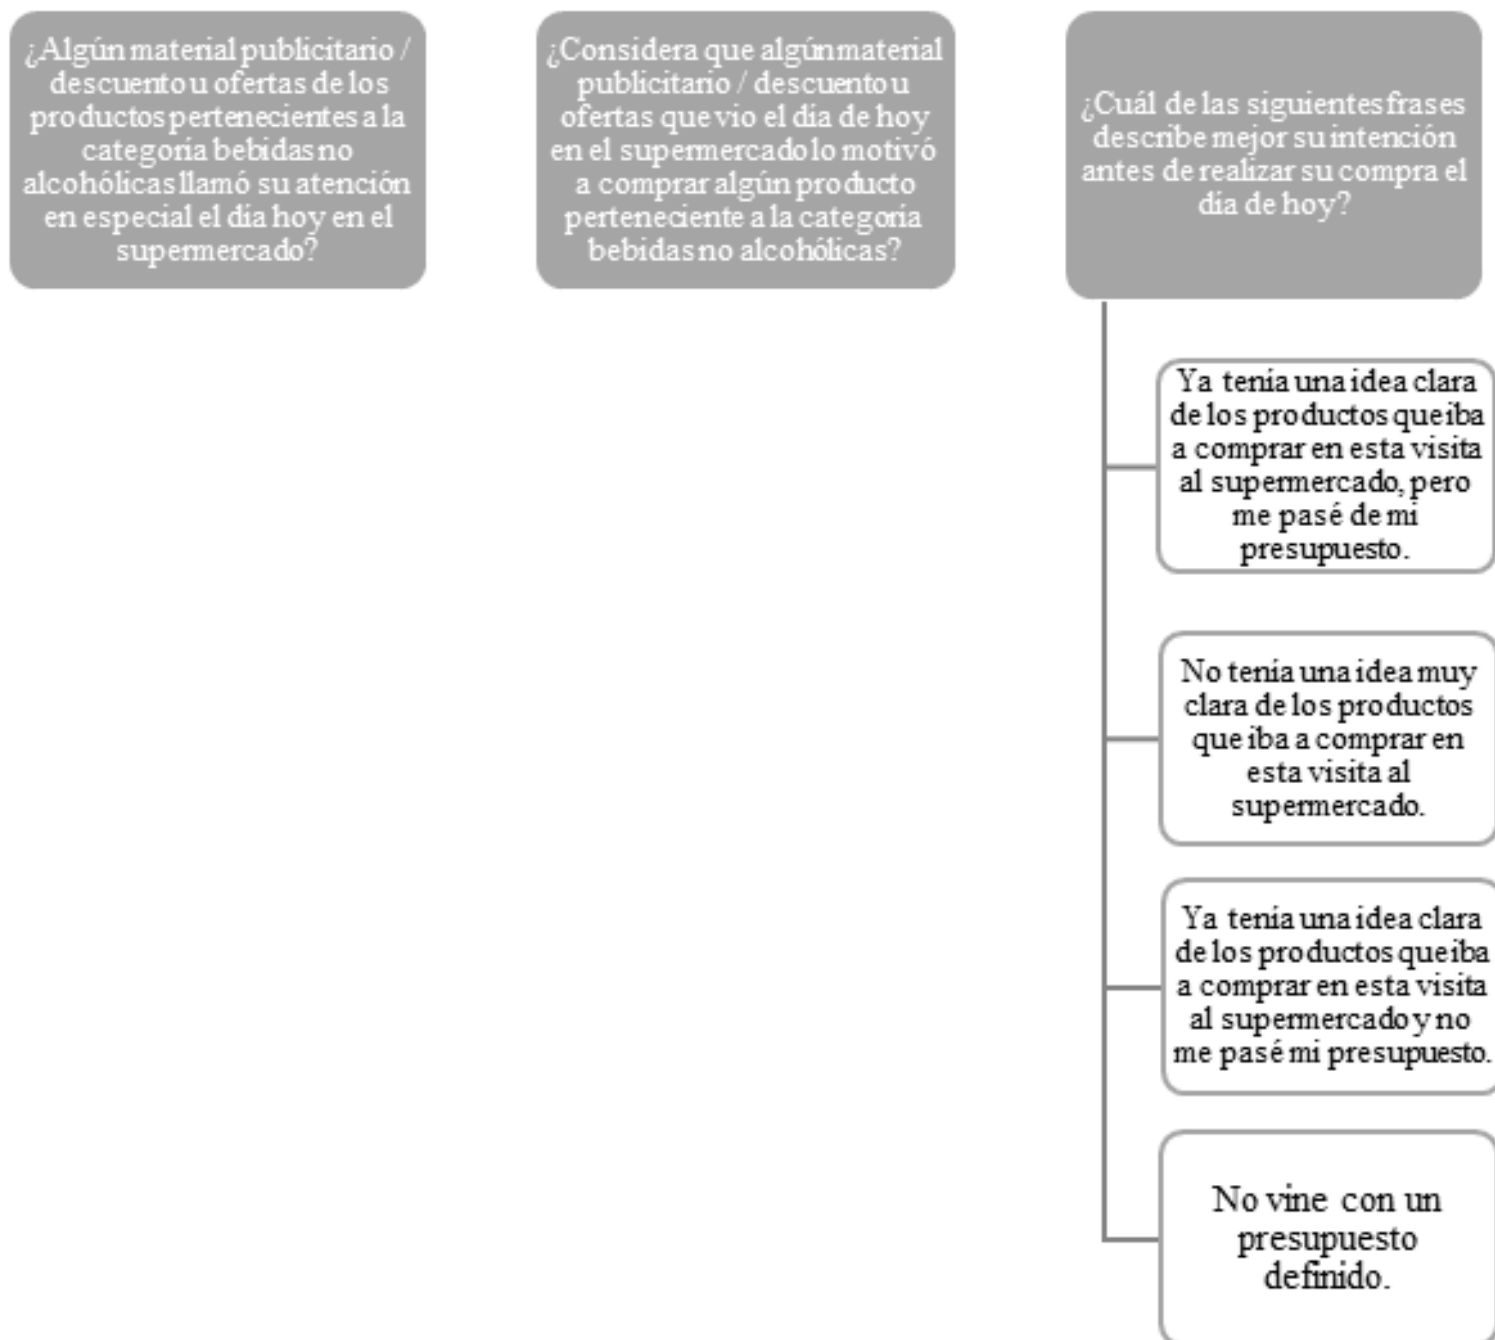 ¿Algún material publicitario /
descuento u ofertas de los
productos pertenecientes a la
categoría bebidas no
alcohólicas llamó su atención
en especial el día hoy en el
supermercado?
¿Considera que algún material
publicitario / descuento u
ofertas que vio el día de hoy
en el supermercado lo motivó
a comprar algún producto
perteneciente a la categoría
bebidas no alcohólicas?
¿Cuál de las siguientes frases
describe mejor su intención
antes de realizar su compra el
día de hoy?
Ya tenía una idea clara
de los productos que iba
a comprar en esta visita
al supermercado, pero
me pasé de mi
presupuesto.
No tenía una idea muy
clara de los productos
que iba a comprar en
esta visita al
supermercado.
Ya tenía una idea clara
de los productos que iba
a comprar en esta visita
al supermercado y no
me pasé mi presupuesto.
No vine con un
presupuesto
definido.